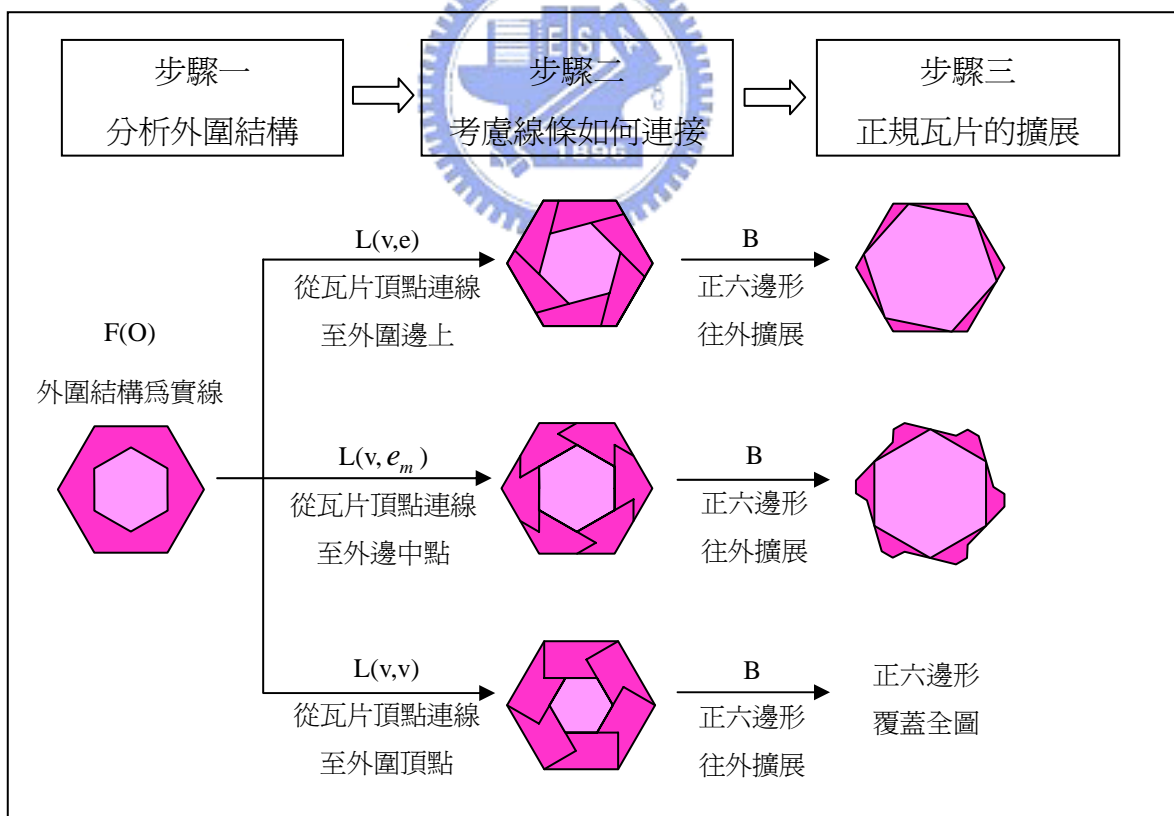 E S A
1896
步驟一
分析外圍結構
步驟二
考慮線條如何連接
步驟三
正規瓦片的擴展
F(O)
外圍結構爲實線
L(v,e)
從瓦片頂點連線
至外圍邊上
B
正六邊形
往外擴展
L(v, e_m )
從瓦片頂點連線
至外邊中點
B
正六邊形
往外擴展
L(v,v)
從瓦片頂點連線
至外圍頂點
B
正六邊形
往外擴展
正六邊形
覆蓋全圖